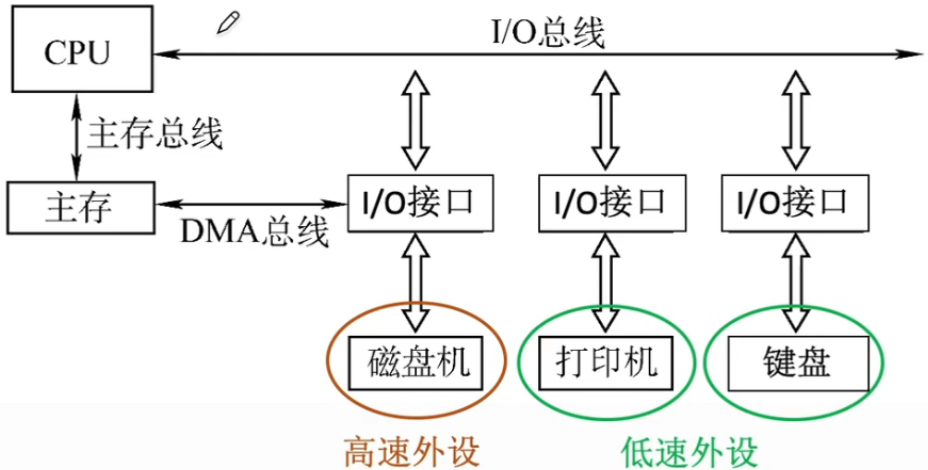 I/O总线
CPU
主存总线
主存
DMA总线
I/O接口
I/O接口
I/O接口
磁盘机
打印机
键盘
高速外设
低速外设